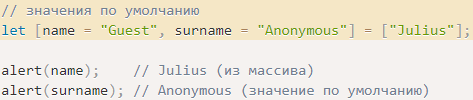 // значения по умолчанию
let [name = "Guest", surname = "Anonymous"] = ["Julius"];
alert(name);    // Julius (из массива)
alert(surname); // Anonymous (значение по умолчанию)